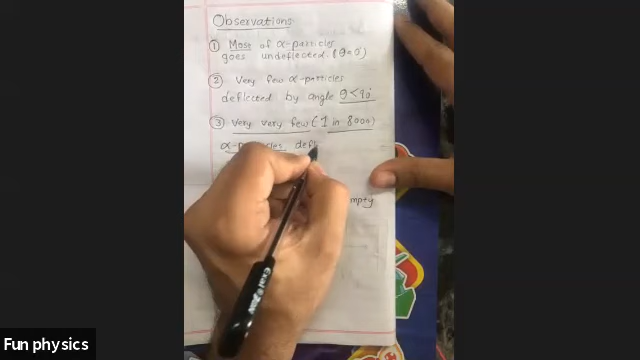 Observations.
① Most of α-particles
goes undeflected. (θ=0°)
② Very few α-particles
deflected by angle θ<90°
③ Very very few (1 in 8000)
α-particles defl
mpty
Fun physics